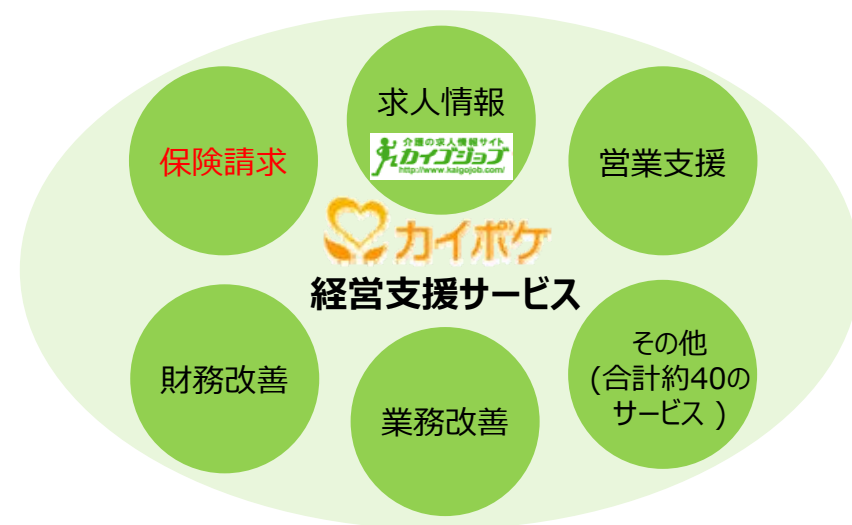 求人情報
介護の求人情報サイト
カイゴジョブ
http://www.kaigojob.com/
保険請求
営業支援
カイポケ
経営支援サービス
財務改善
業務改善
その他
(合計約40の
サービス )